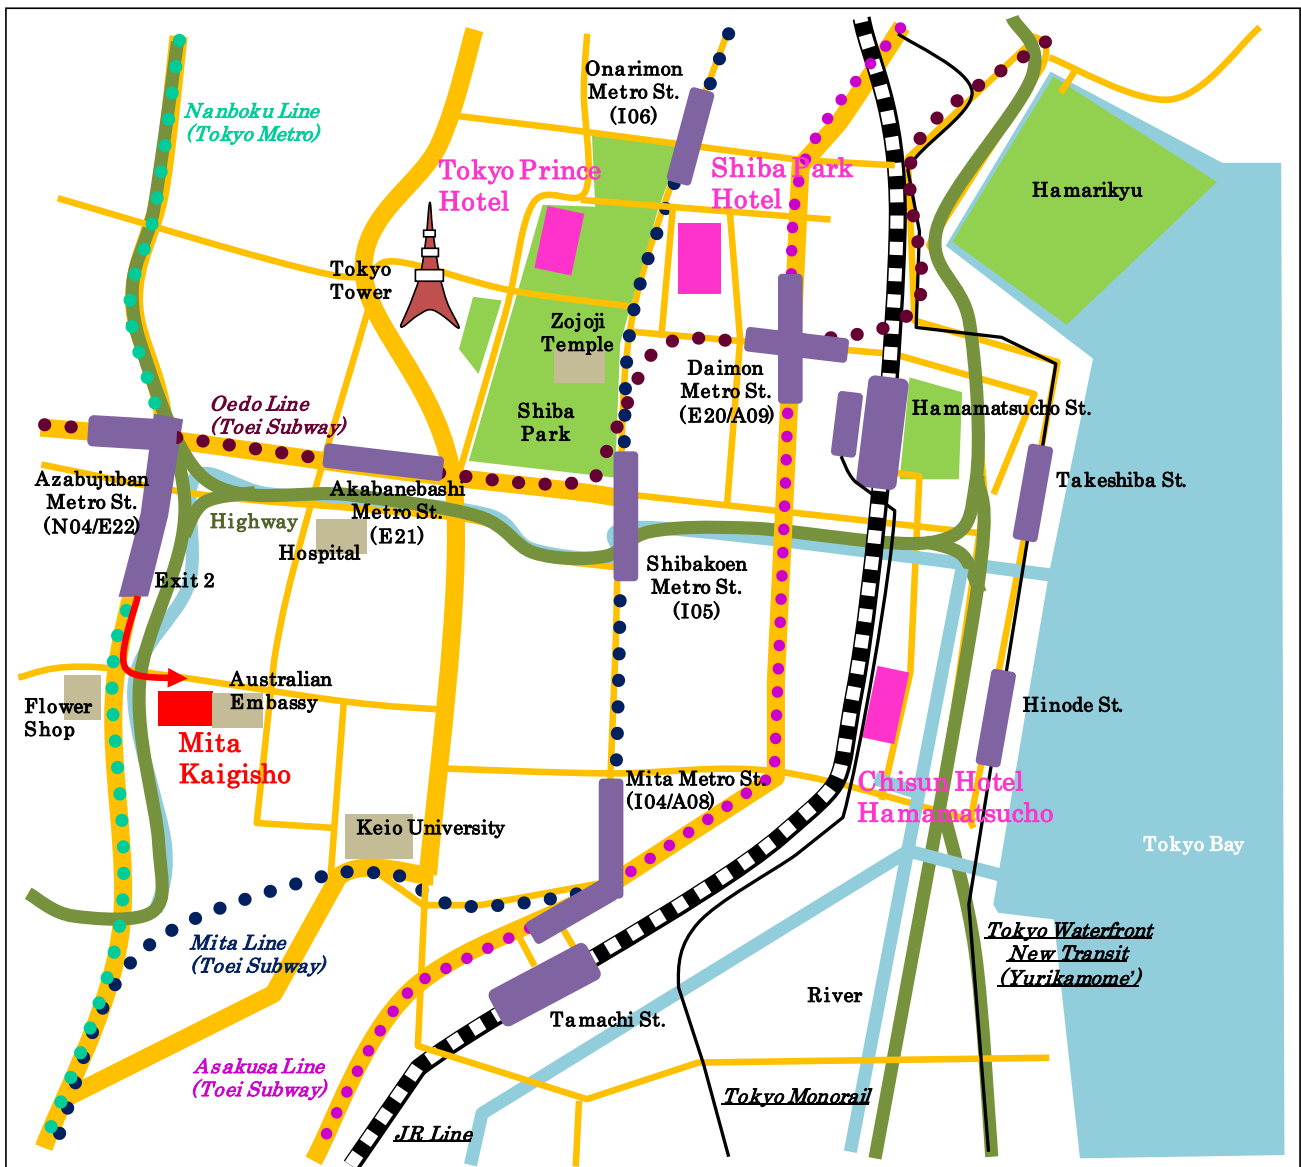 Onarimon
Metro St.
(I06)
Nanboku Line
(Tokyo Metro)
Tokyo Prince
Hotel
Shiba Park
Hotel
Hamarikyu
Tokyo
Tower
Zojoji
Temple
Daimon
Metro St.
(E20/A09)
Oedo Line
(Toei Subway)
Shiba
Park
Hamamatsucho St.
Azabujuban
Metro St.
(N04/E22)
Akabanebashi
Metro St.
(E21)
Takeshiba St.
Highway
Hospital
Shibakoen
Metro St.
(I05)
Exit 2
Australian
Embassy
Flower
Shop
Hinode St.
Mita
Kaigisho
Mita Metro St.
(I04/A08)
Chisun Hotel
Hamamatsucho
Keio University
Tokyo Bay
Mita Line
(Toei Subway)
Tokyo Waterfront
New Transit
(Yurikamome')
River
Tamachi St.
Asakusa Line
(Toei Subway)
Tokyo Monorail
JR Line